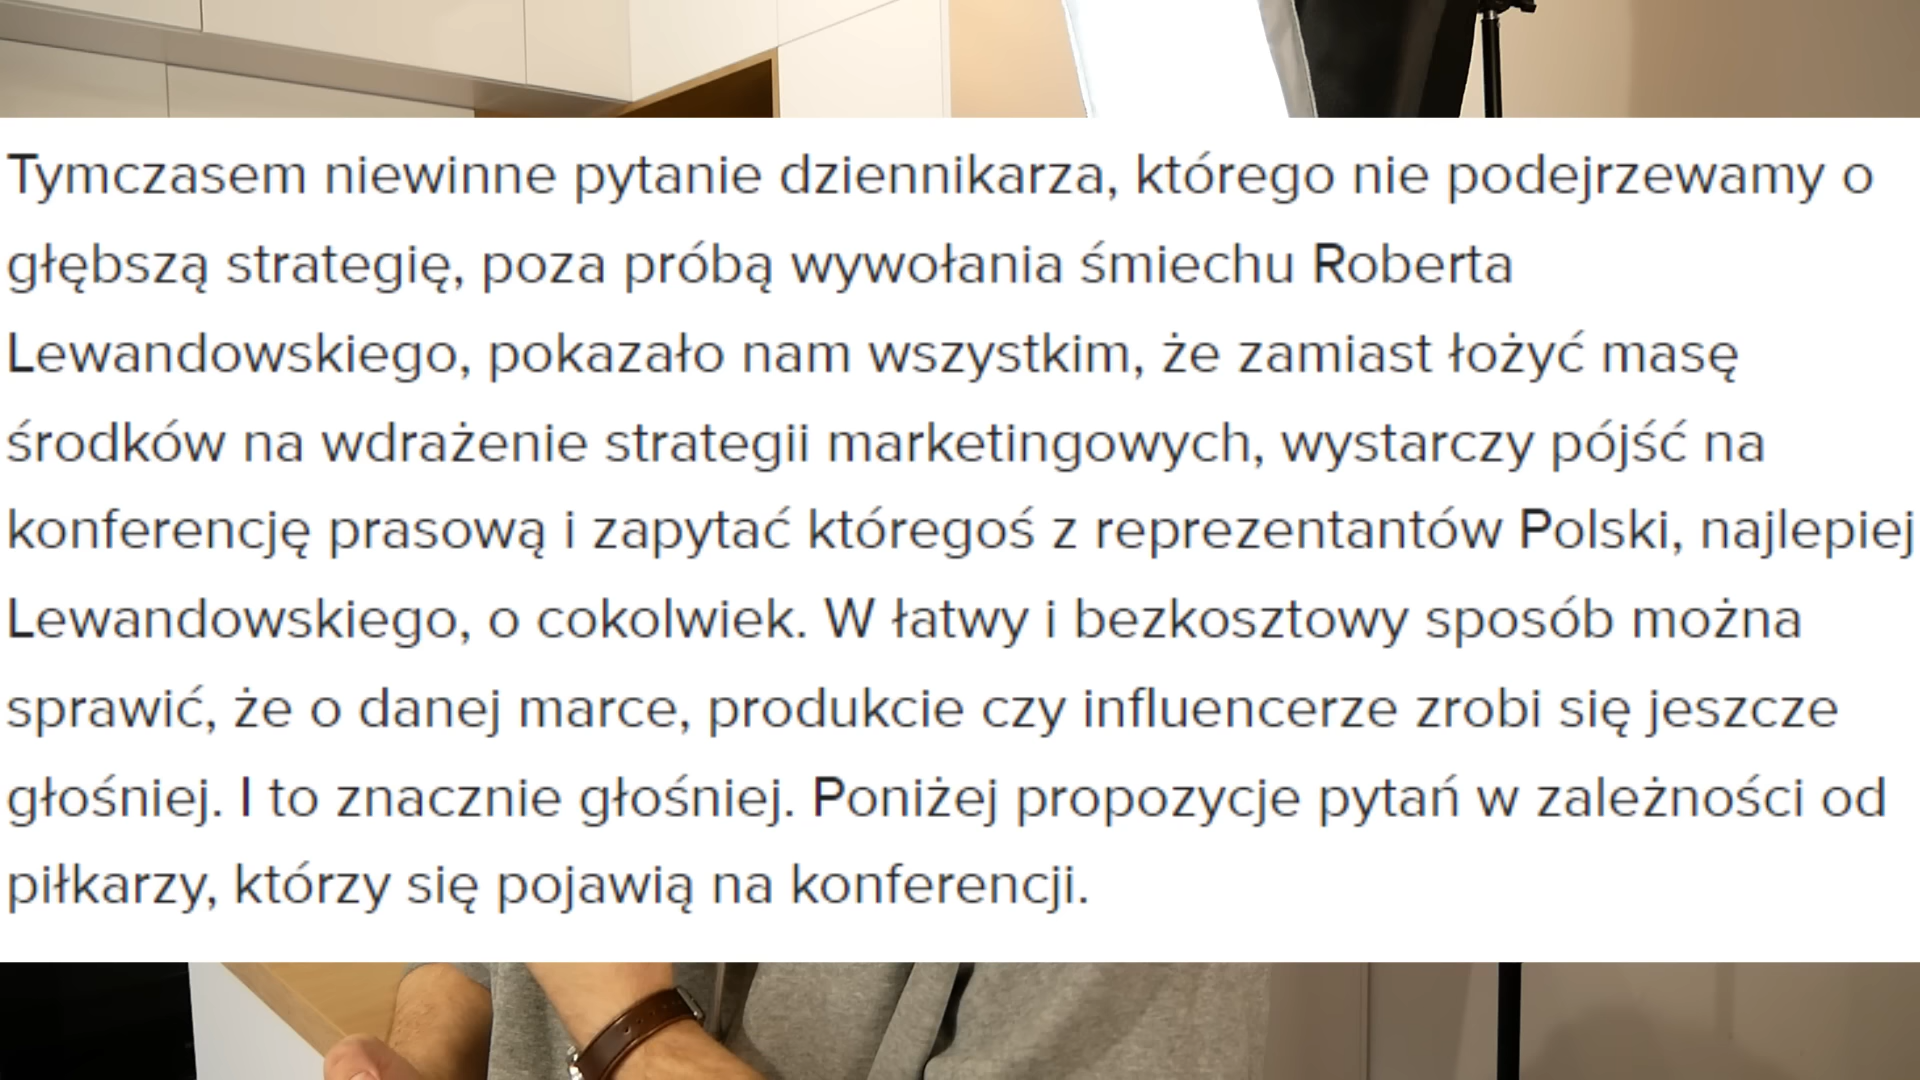 Tymczasem niewinne pytanie dziennikarza, którego nie podejrzewamy o
głębszą strategię, poza próbą wywołania śmiechu Roberta
Lewandowskiego, pokazało nam wszystkim, że zamiast łożyć masę
środków na wdrażenie strategii marketingowych, wystarczy pójść na
konferencję prasową i zapytać któregoś z reprezentantów Polski, najlepiej
Lewandowskiego, o cokolwiek. W łatwy i bezkosztowy sposób można
sprawić, że o danej marce, produkcie czy influencerze zrobi się jeszcze
głośniej. I to znacznie głośniej. Poniżej propozycje pytań w zależności od
piłkarzy, którzy się pojawią na konferencji.